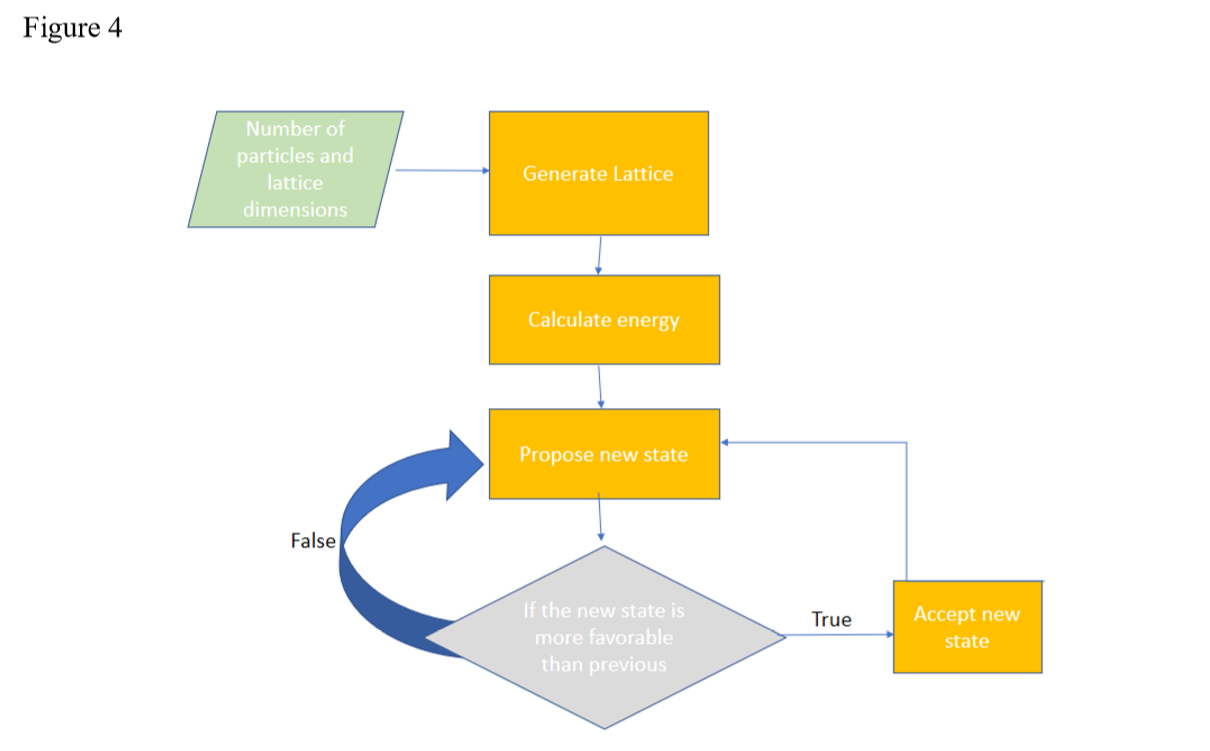 Figure 4
Number of
particles and
lattice
dimensions
Generate Lattice
Calculate energy
Propose new state
False
If the new state is
more favorable
than previous
True
Accept new
state